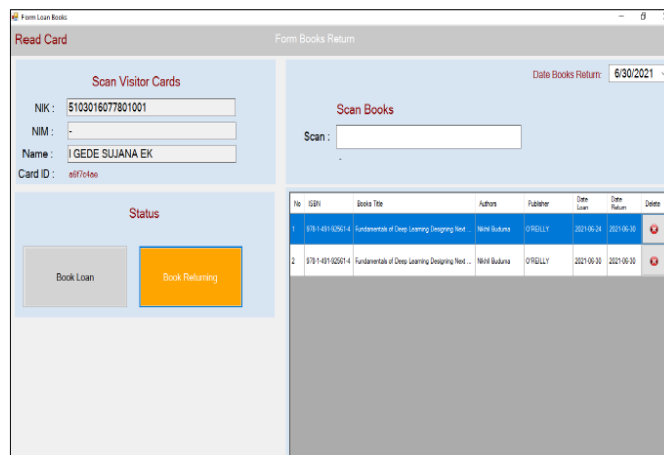 Form Loan Books
Read Card
Form Books Return
Scan Visitor Cards
NIK : 5103016077801001
NIM : -
Name : I GEDE SUJANA EK
Card ID : a6f7c4ae
Status
Book Loan
Book Returning
Date Books Return: 6/30/2021
Scan Books
Scan :
-
No ISBN Books Title Authors Publisher Date Loan Date Return Delete
1 978-1-491-92561-4 Fundamentals of Deep Learning Designing Next ... Nikhil Buduma O'REILLY 2021-06-24 2021-06-30
2 978-1-491-92561-4 Fundamentals of Deep Learning Designing Next ... Nikhil Buduma O'REILLY 2021-06-30 2021-06-30